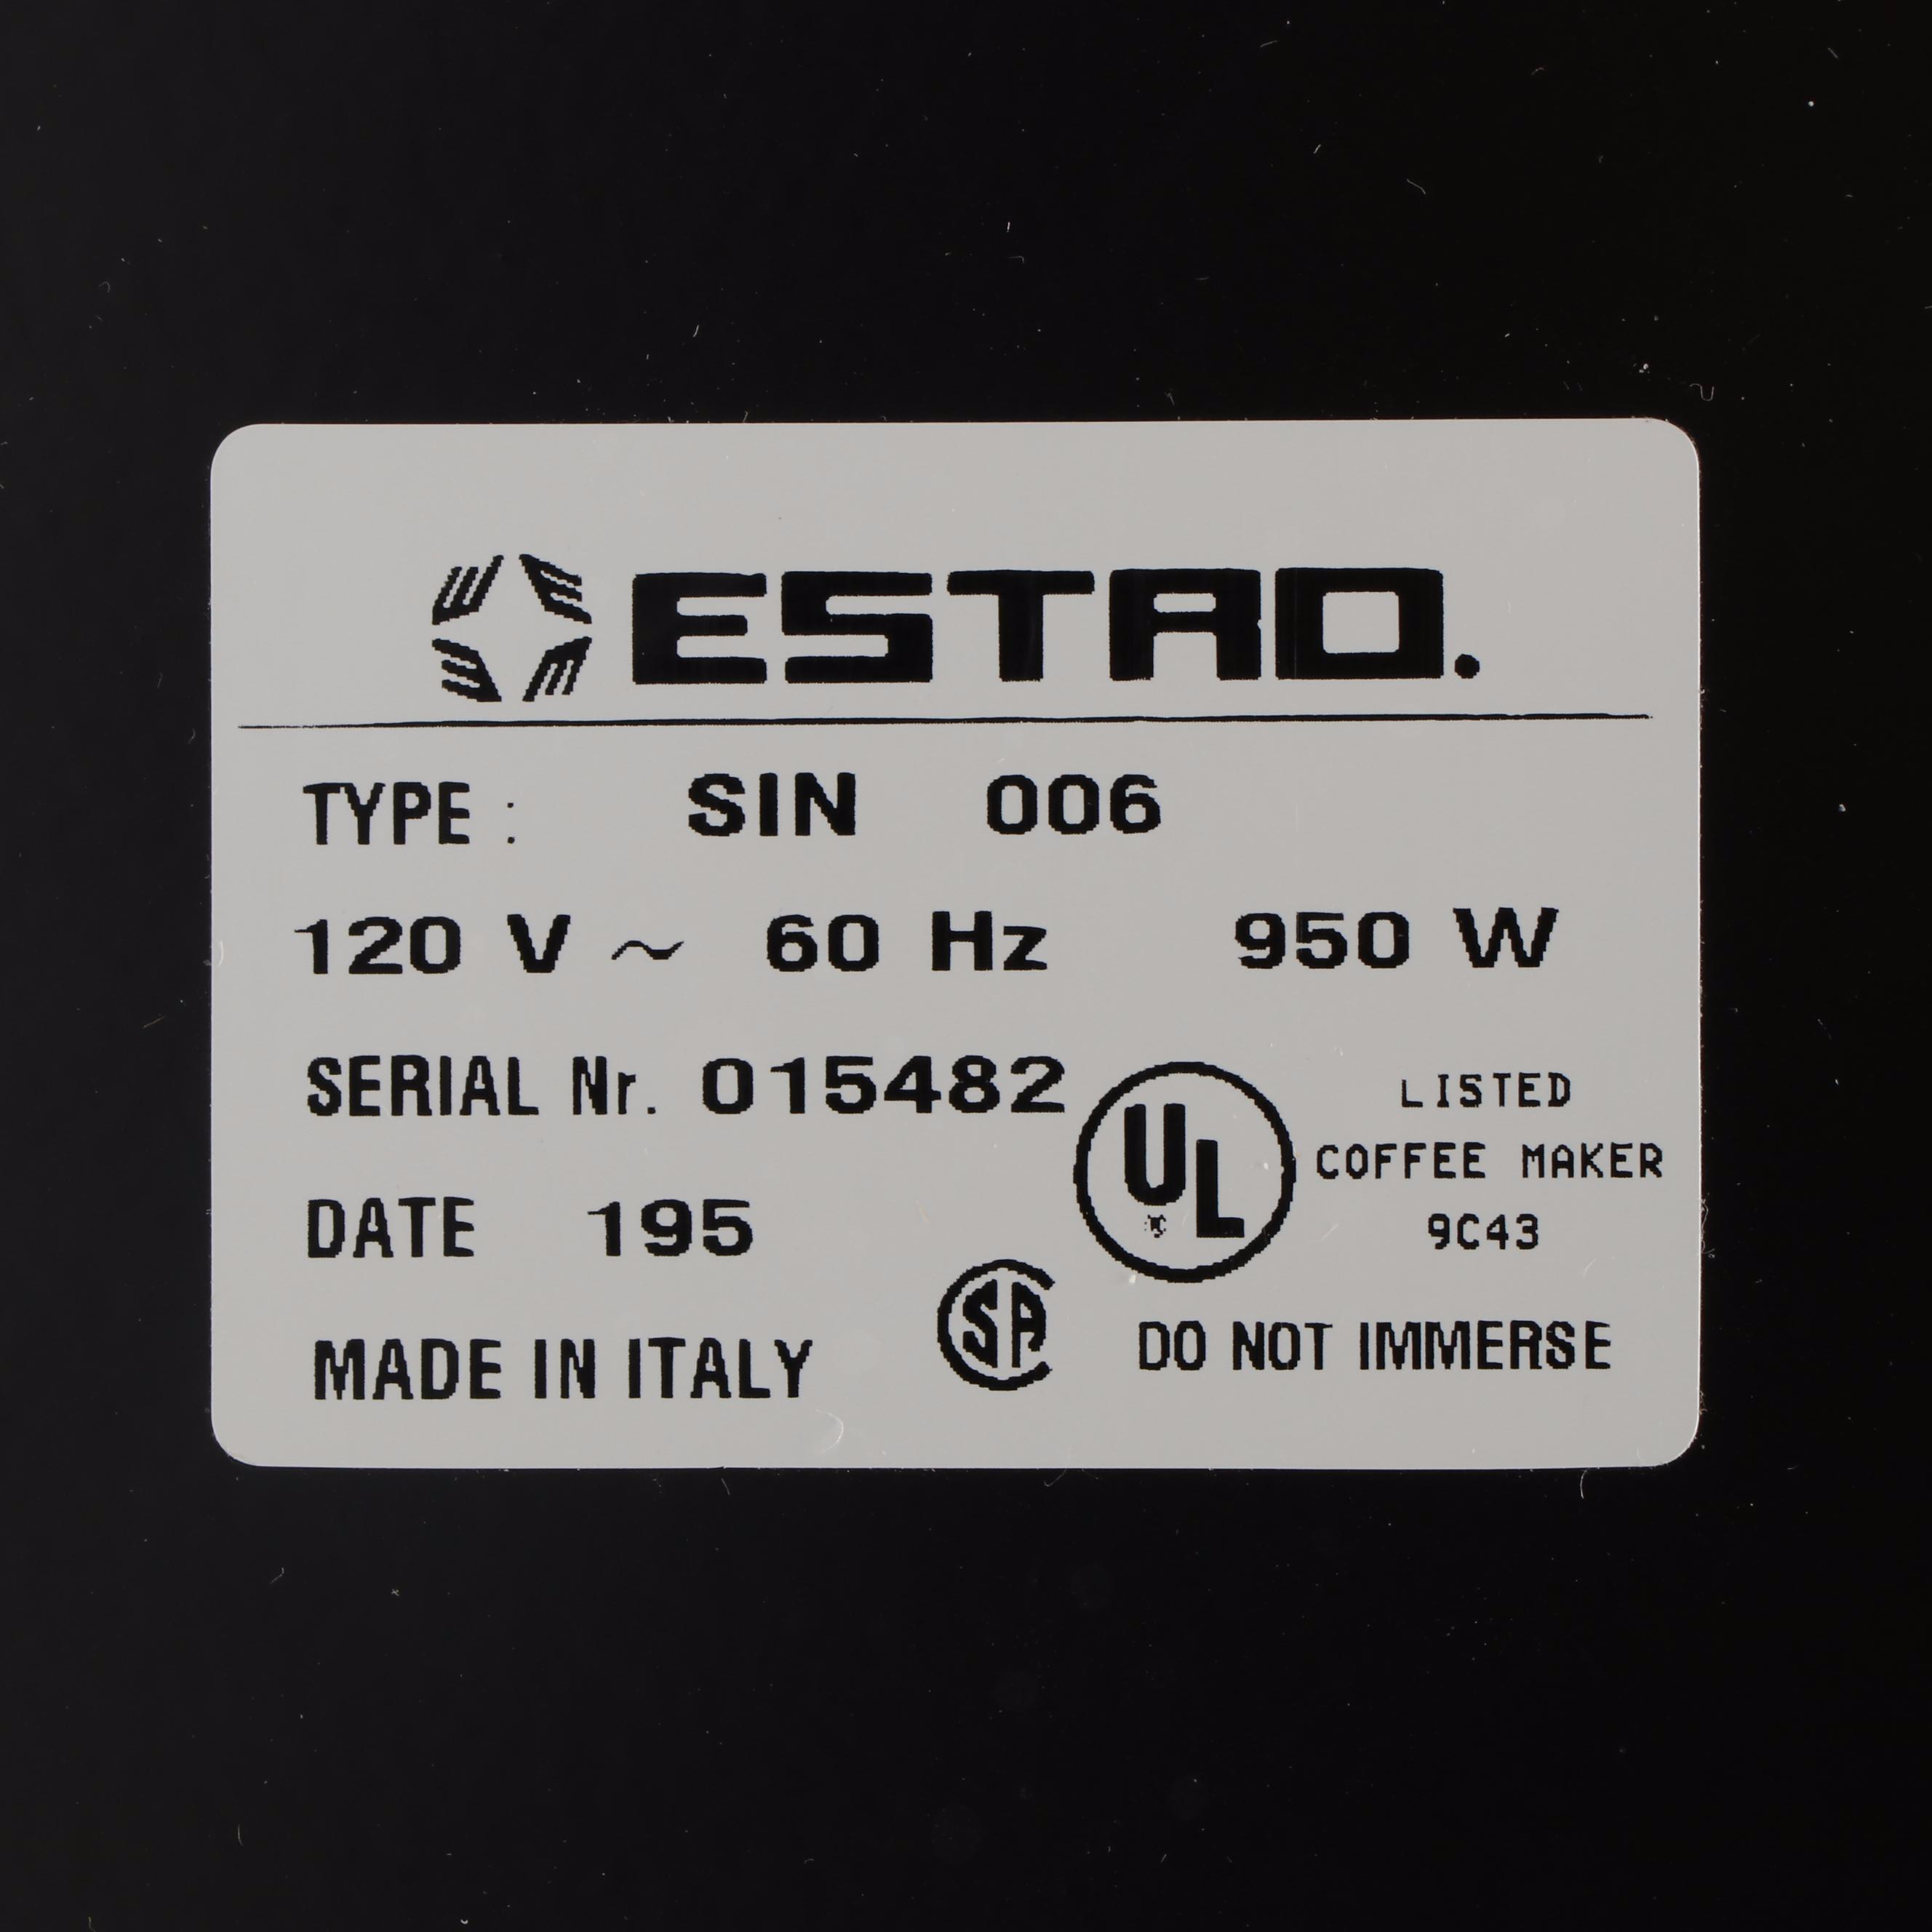 ESTRO.
TYPE : SIN 006
120 V ~ 60 Hz 950 W
SERIAL Nr. 015482
UL
LISTED
COFFEE MAKER
9C43
DATE 195
MADE IN ITALY
CSA
DO NOT IMMERSE